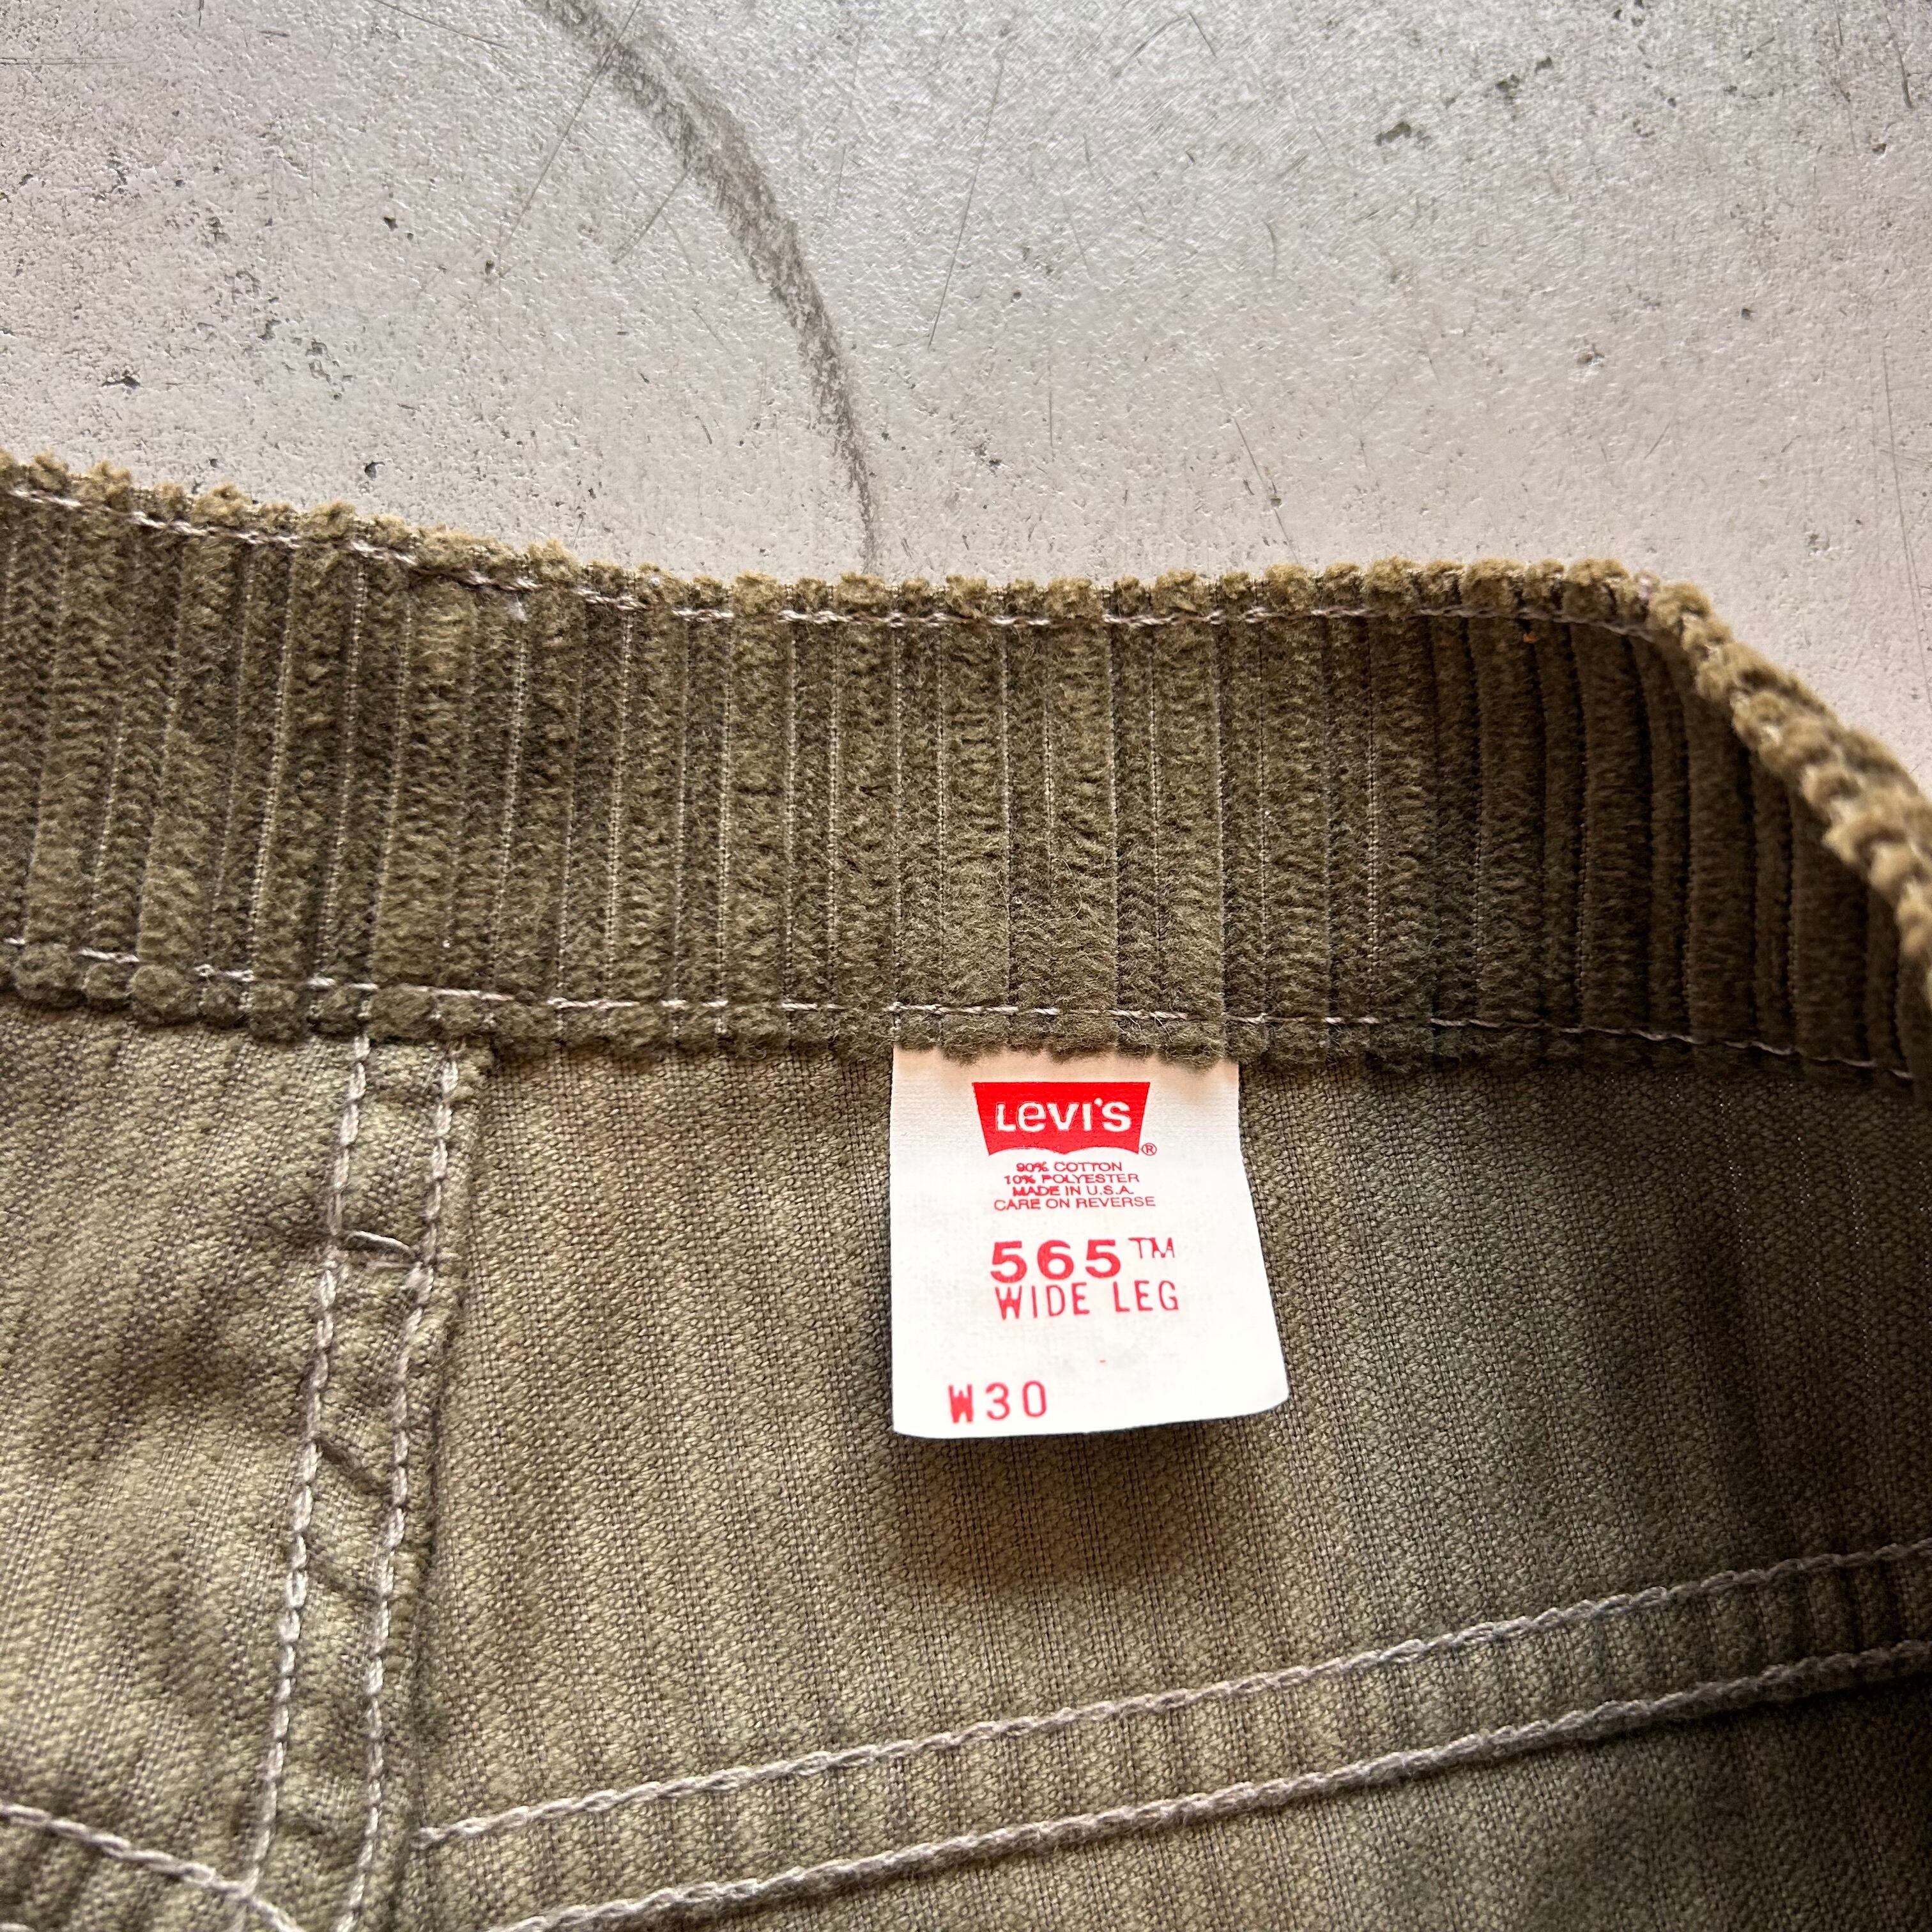 Levi's®
90% COTTON
10% POLYESTER
MADE IN U.S.A.
CARE ON REVERSE
565™
WIDE LEG
W30